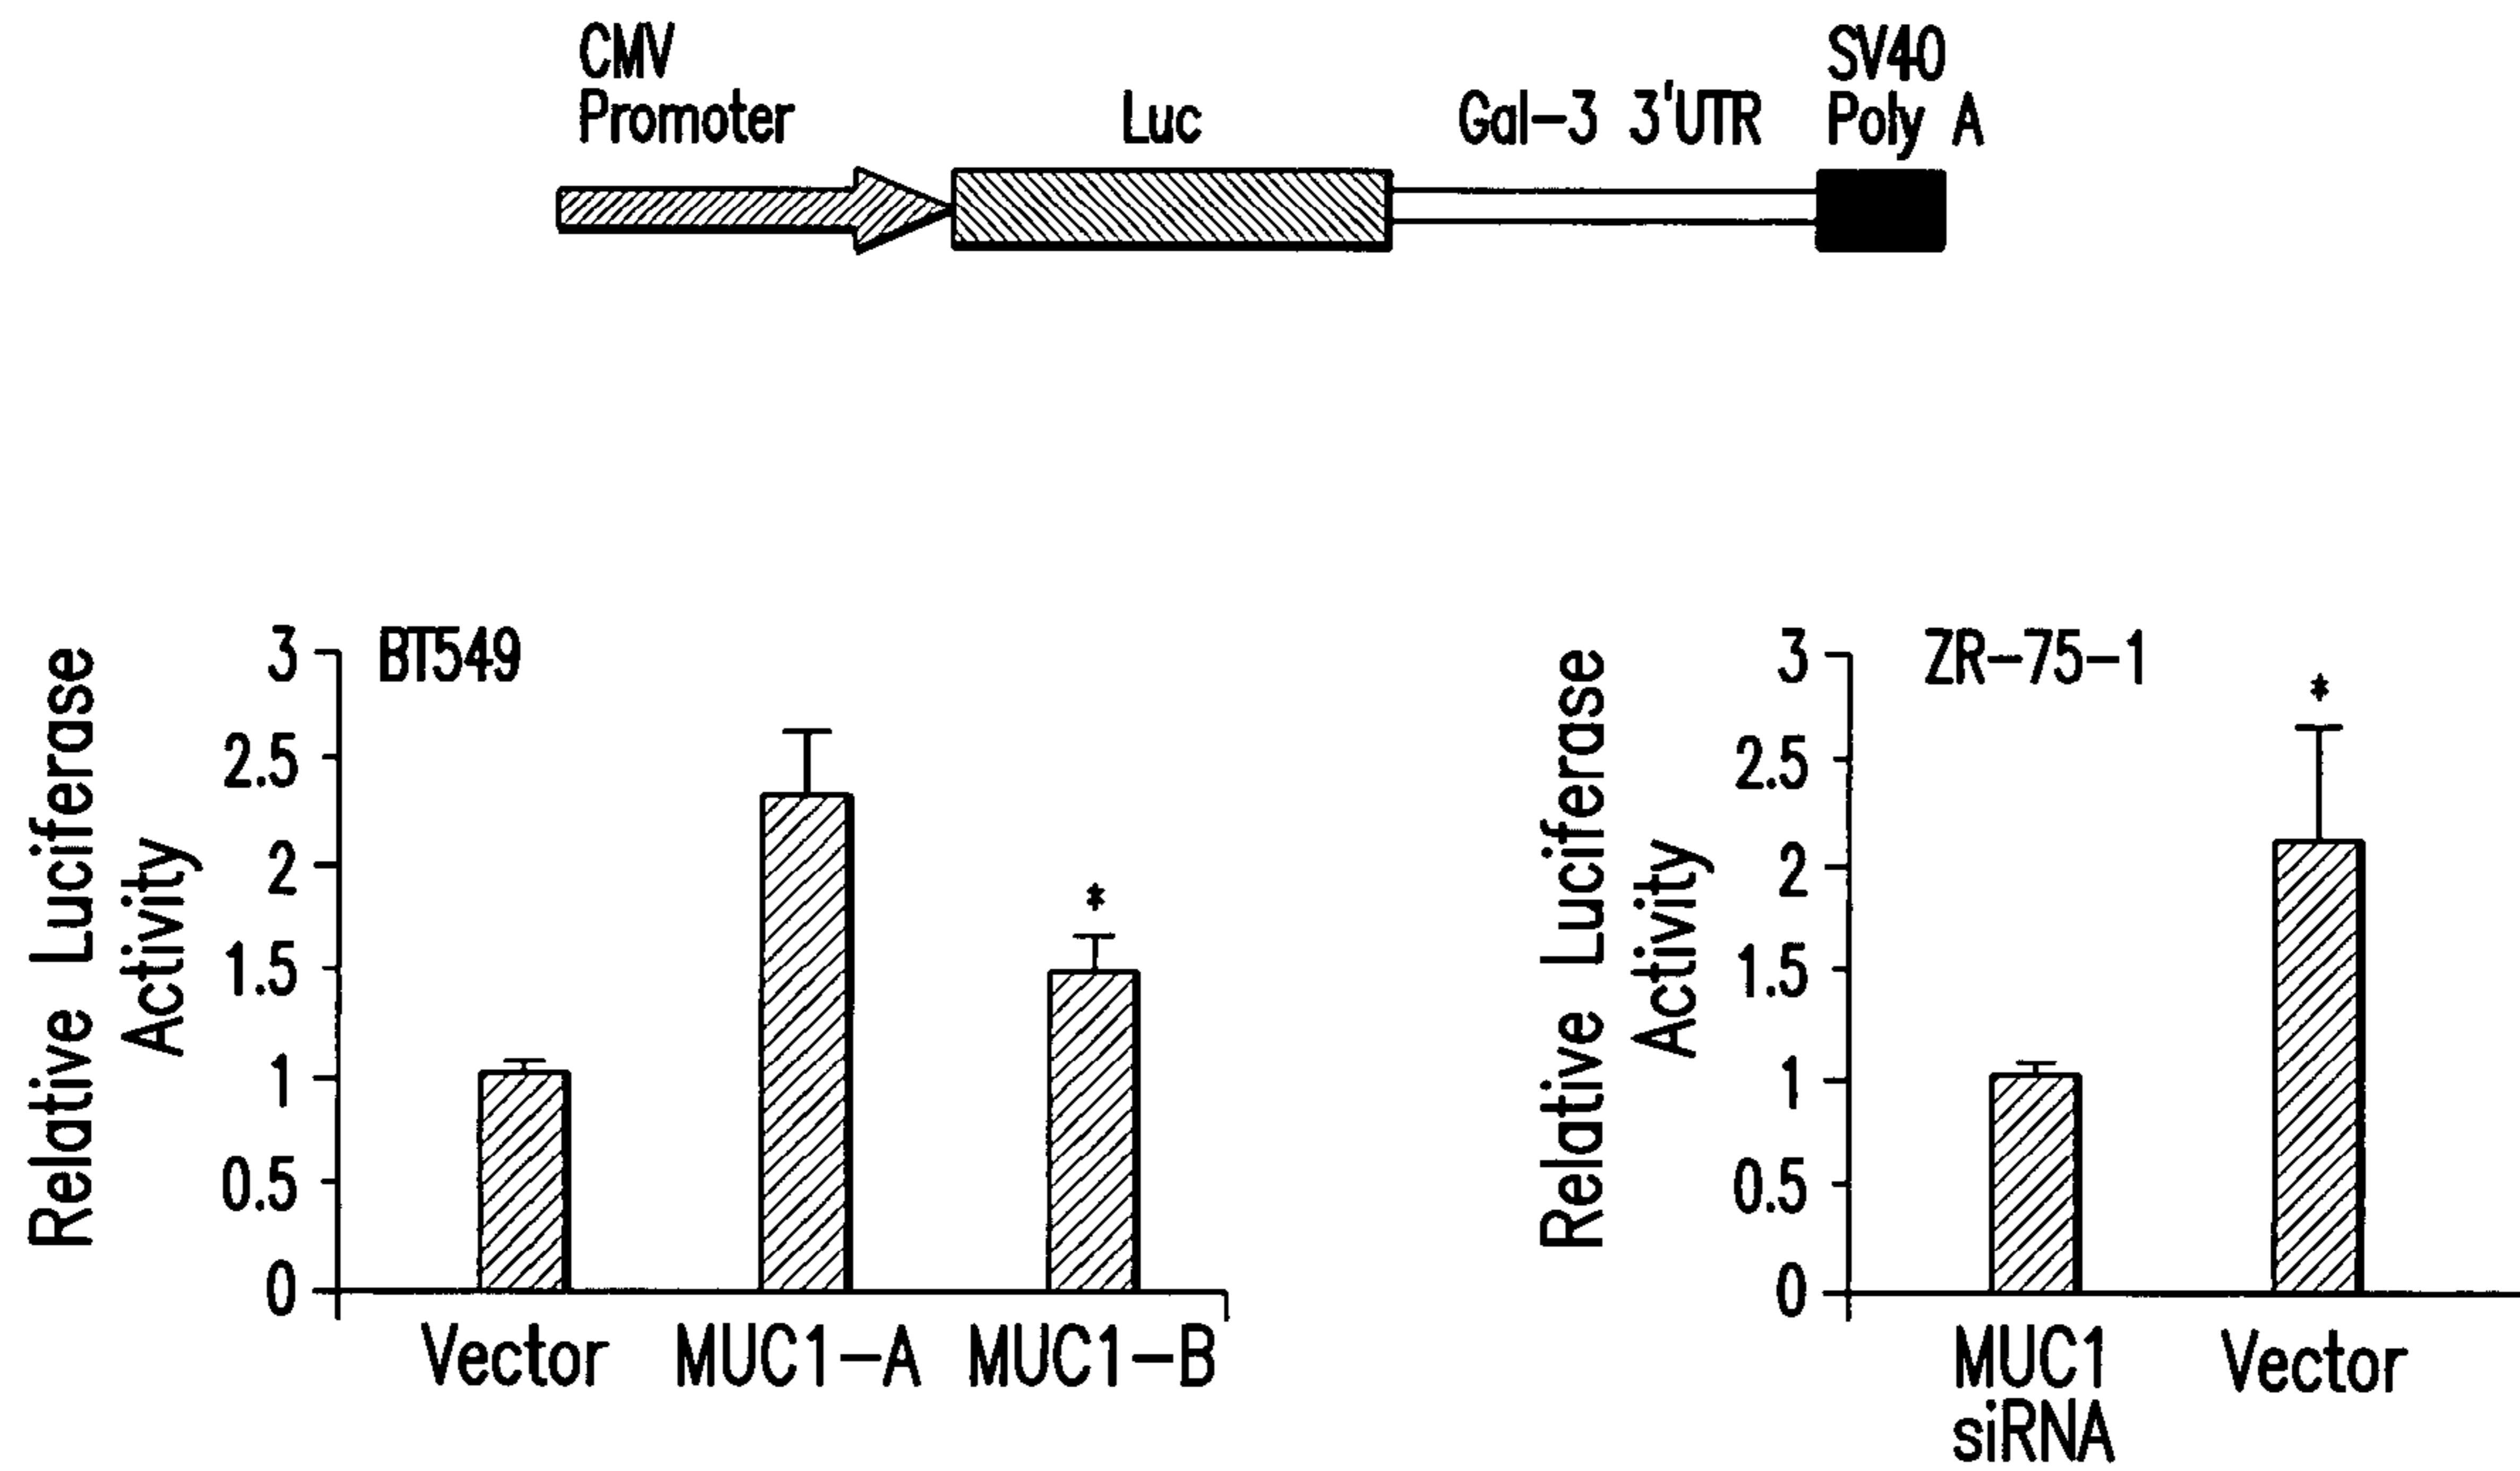 CMV
Promoter
Luc
Gal-3 3'UTR
SV40
Poly A
Relative Luciferase
Activity
3
2.5
2
1.5
1
0.5
0
BT549
*
Vector
MUC1-A
MUC1-B
Relative Luciferase
Activity
3
2.5
2
1.5
1
0.5
0
ZR-75-1
*
MUC1
siRNA
Vector